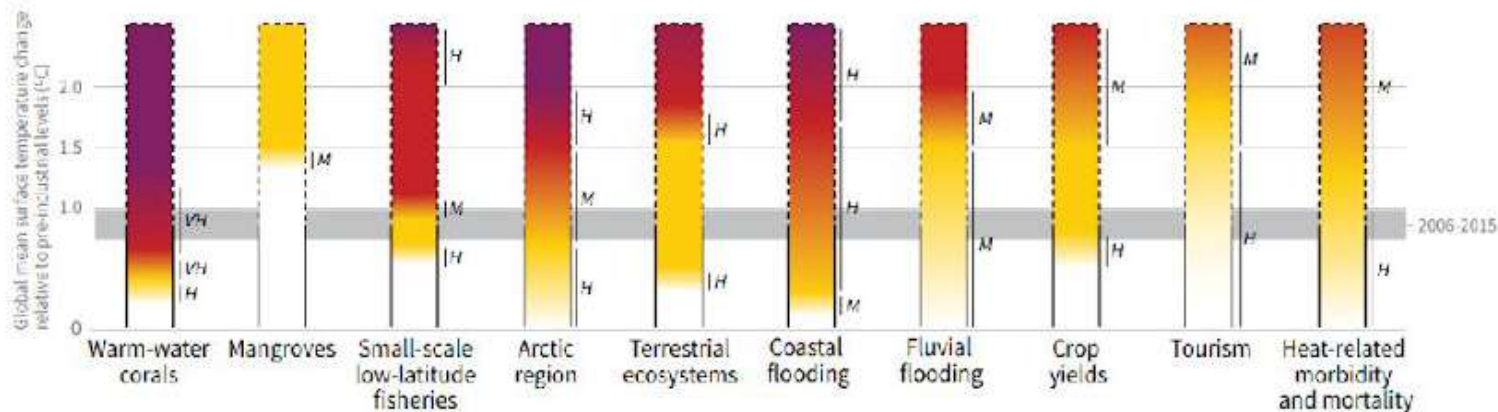 Global mean surface temperature change
relative to pre-industrial levels (°C)
2.0
1.5
1.0
0
VH
VH
H
M
H
M
H
H
M
H
H
H
H
H
M
M
M
M
H
M
H
M
H
2006-2015
Warm-water
corals
Mangroves
Small-scale
low-latitude
fisheries
Arctic
region
Terrestrial
ecosystems
Coastal
flooding
Fluvial
flooding
Crop
yields
Tourism
Heat-related
morbidity
and mortality